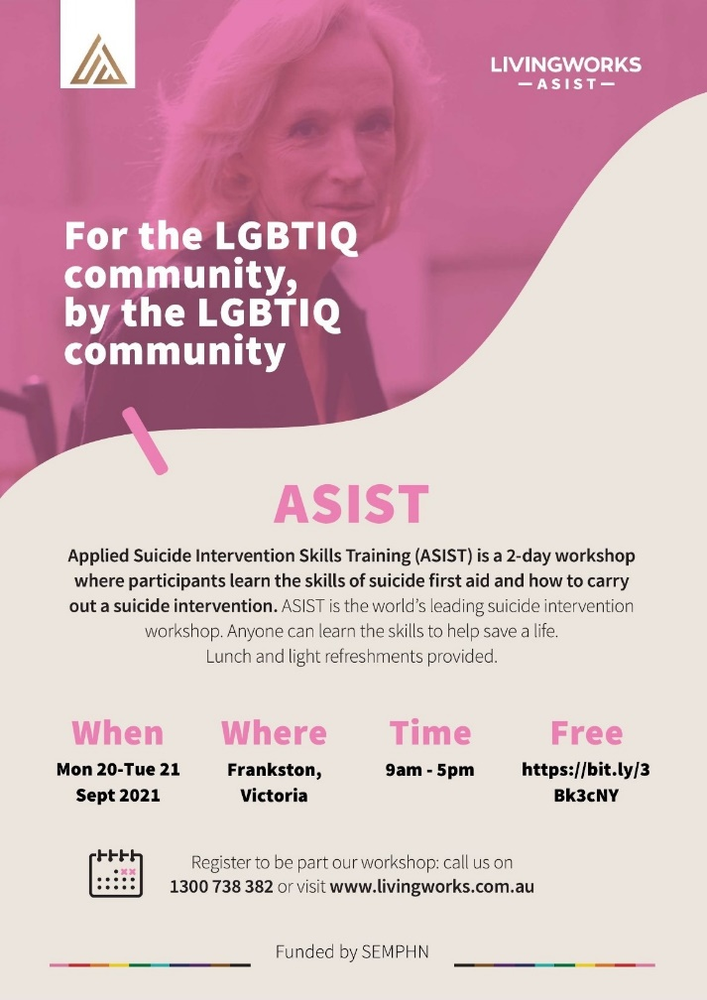 LIVINGWORKS
ASIST
For the LGBTIQ
community,
by the LGBTIQ
community
ASIST
Applied Suicide Intervention Skills Training (ASIST) is a 2-day workshop
where participants learn the skills of suicide first aid and how to carry
out a suicide intervention. ASIST is the world's leading suicide intervention
workshop. Anyone can learn the skills to help save a life.
Lunch and light refreshments provided.
When
Mon 20-Tue 21
Sept 2021
Where
Frankston,
Victoria
Time
9am - 5pm
Free
https://bit.ly/3
Bk3cNY
Register to be part our workshop: call us on
1300 738 382 or visit www.livingworks.com.au
Funded by SEMPHN